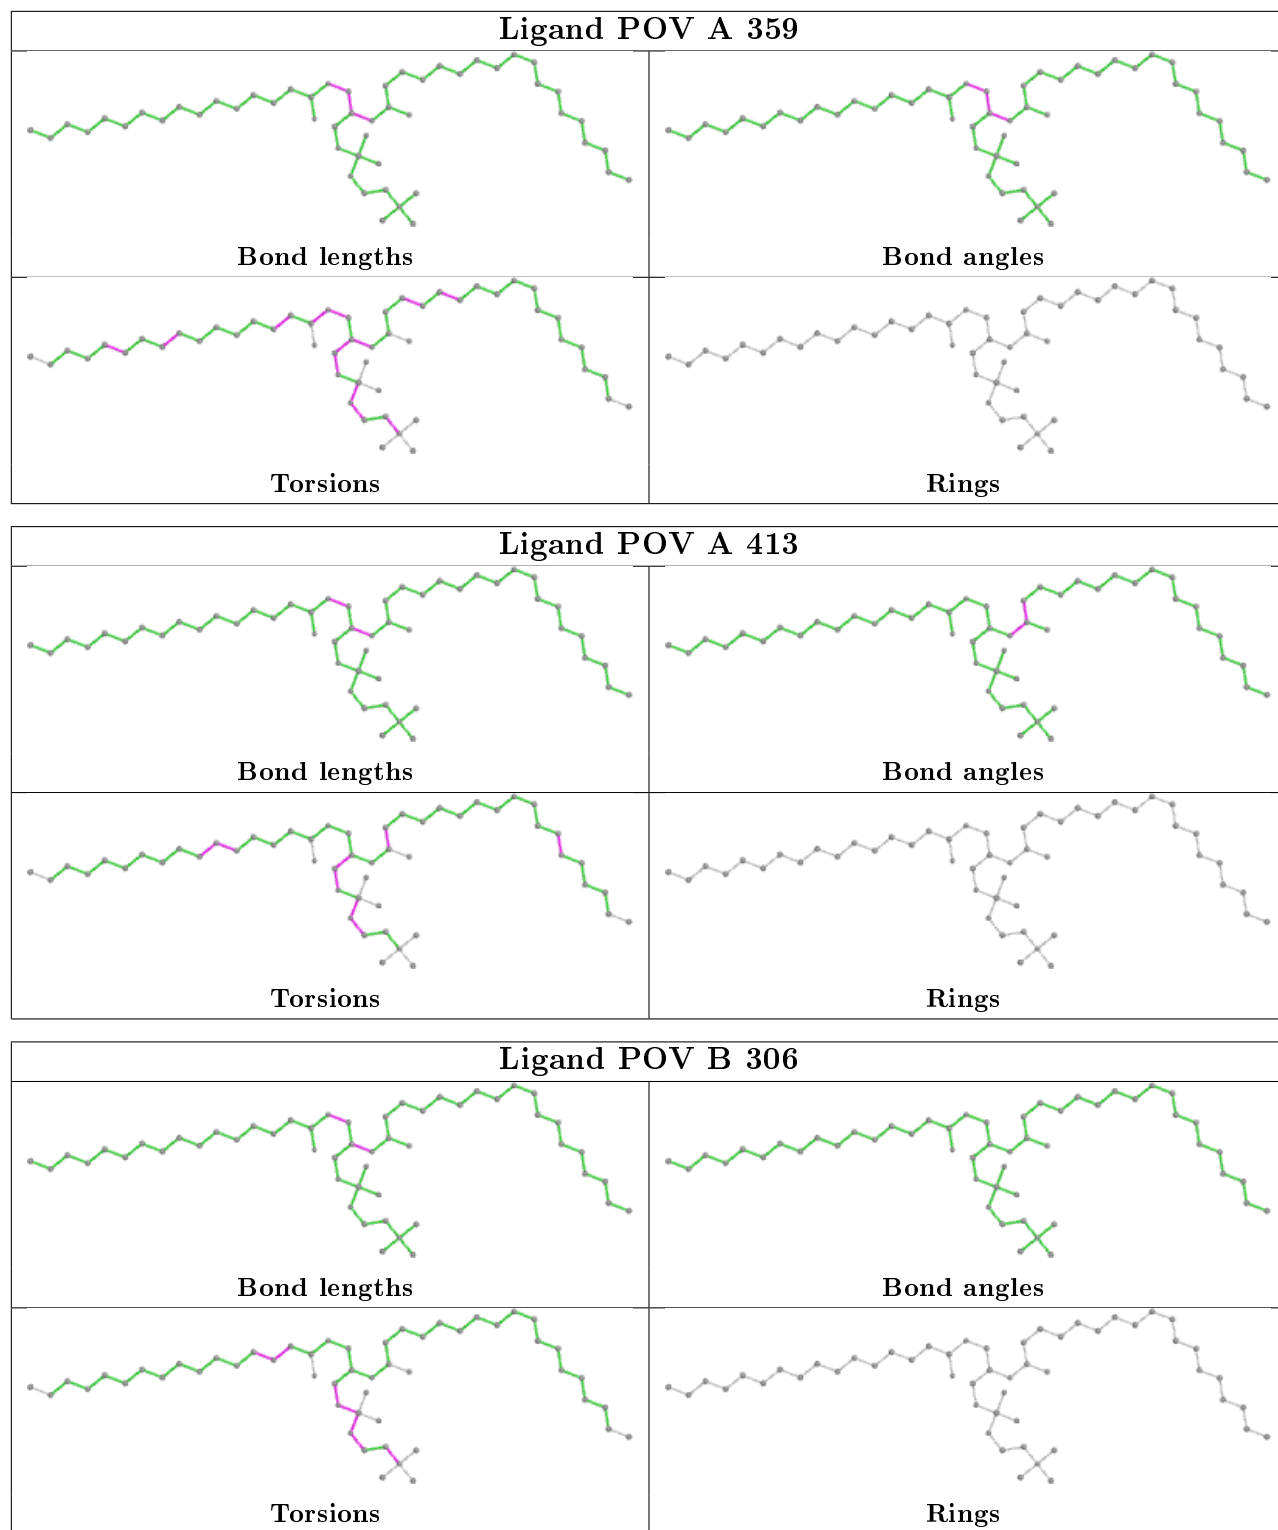 Ligand POV A 359
Bond lengths
Bond angles
Torsions
Rings
Ligand POV A 413
Bond lengths
Bond angles
Torsions
Rings
Ligand POV B 306
Bond lengths
Bond angles
Torsions
Rings